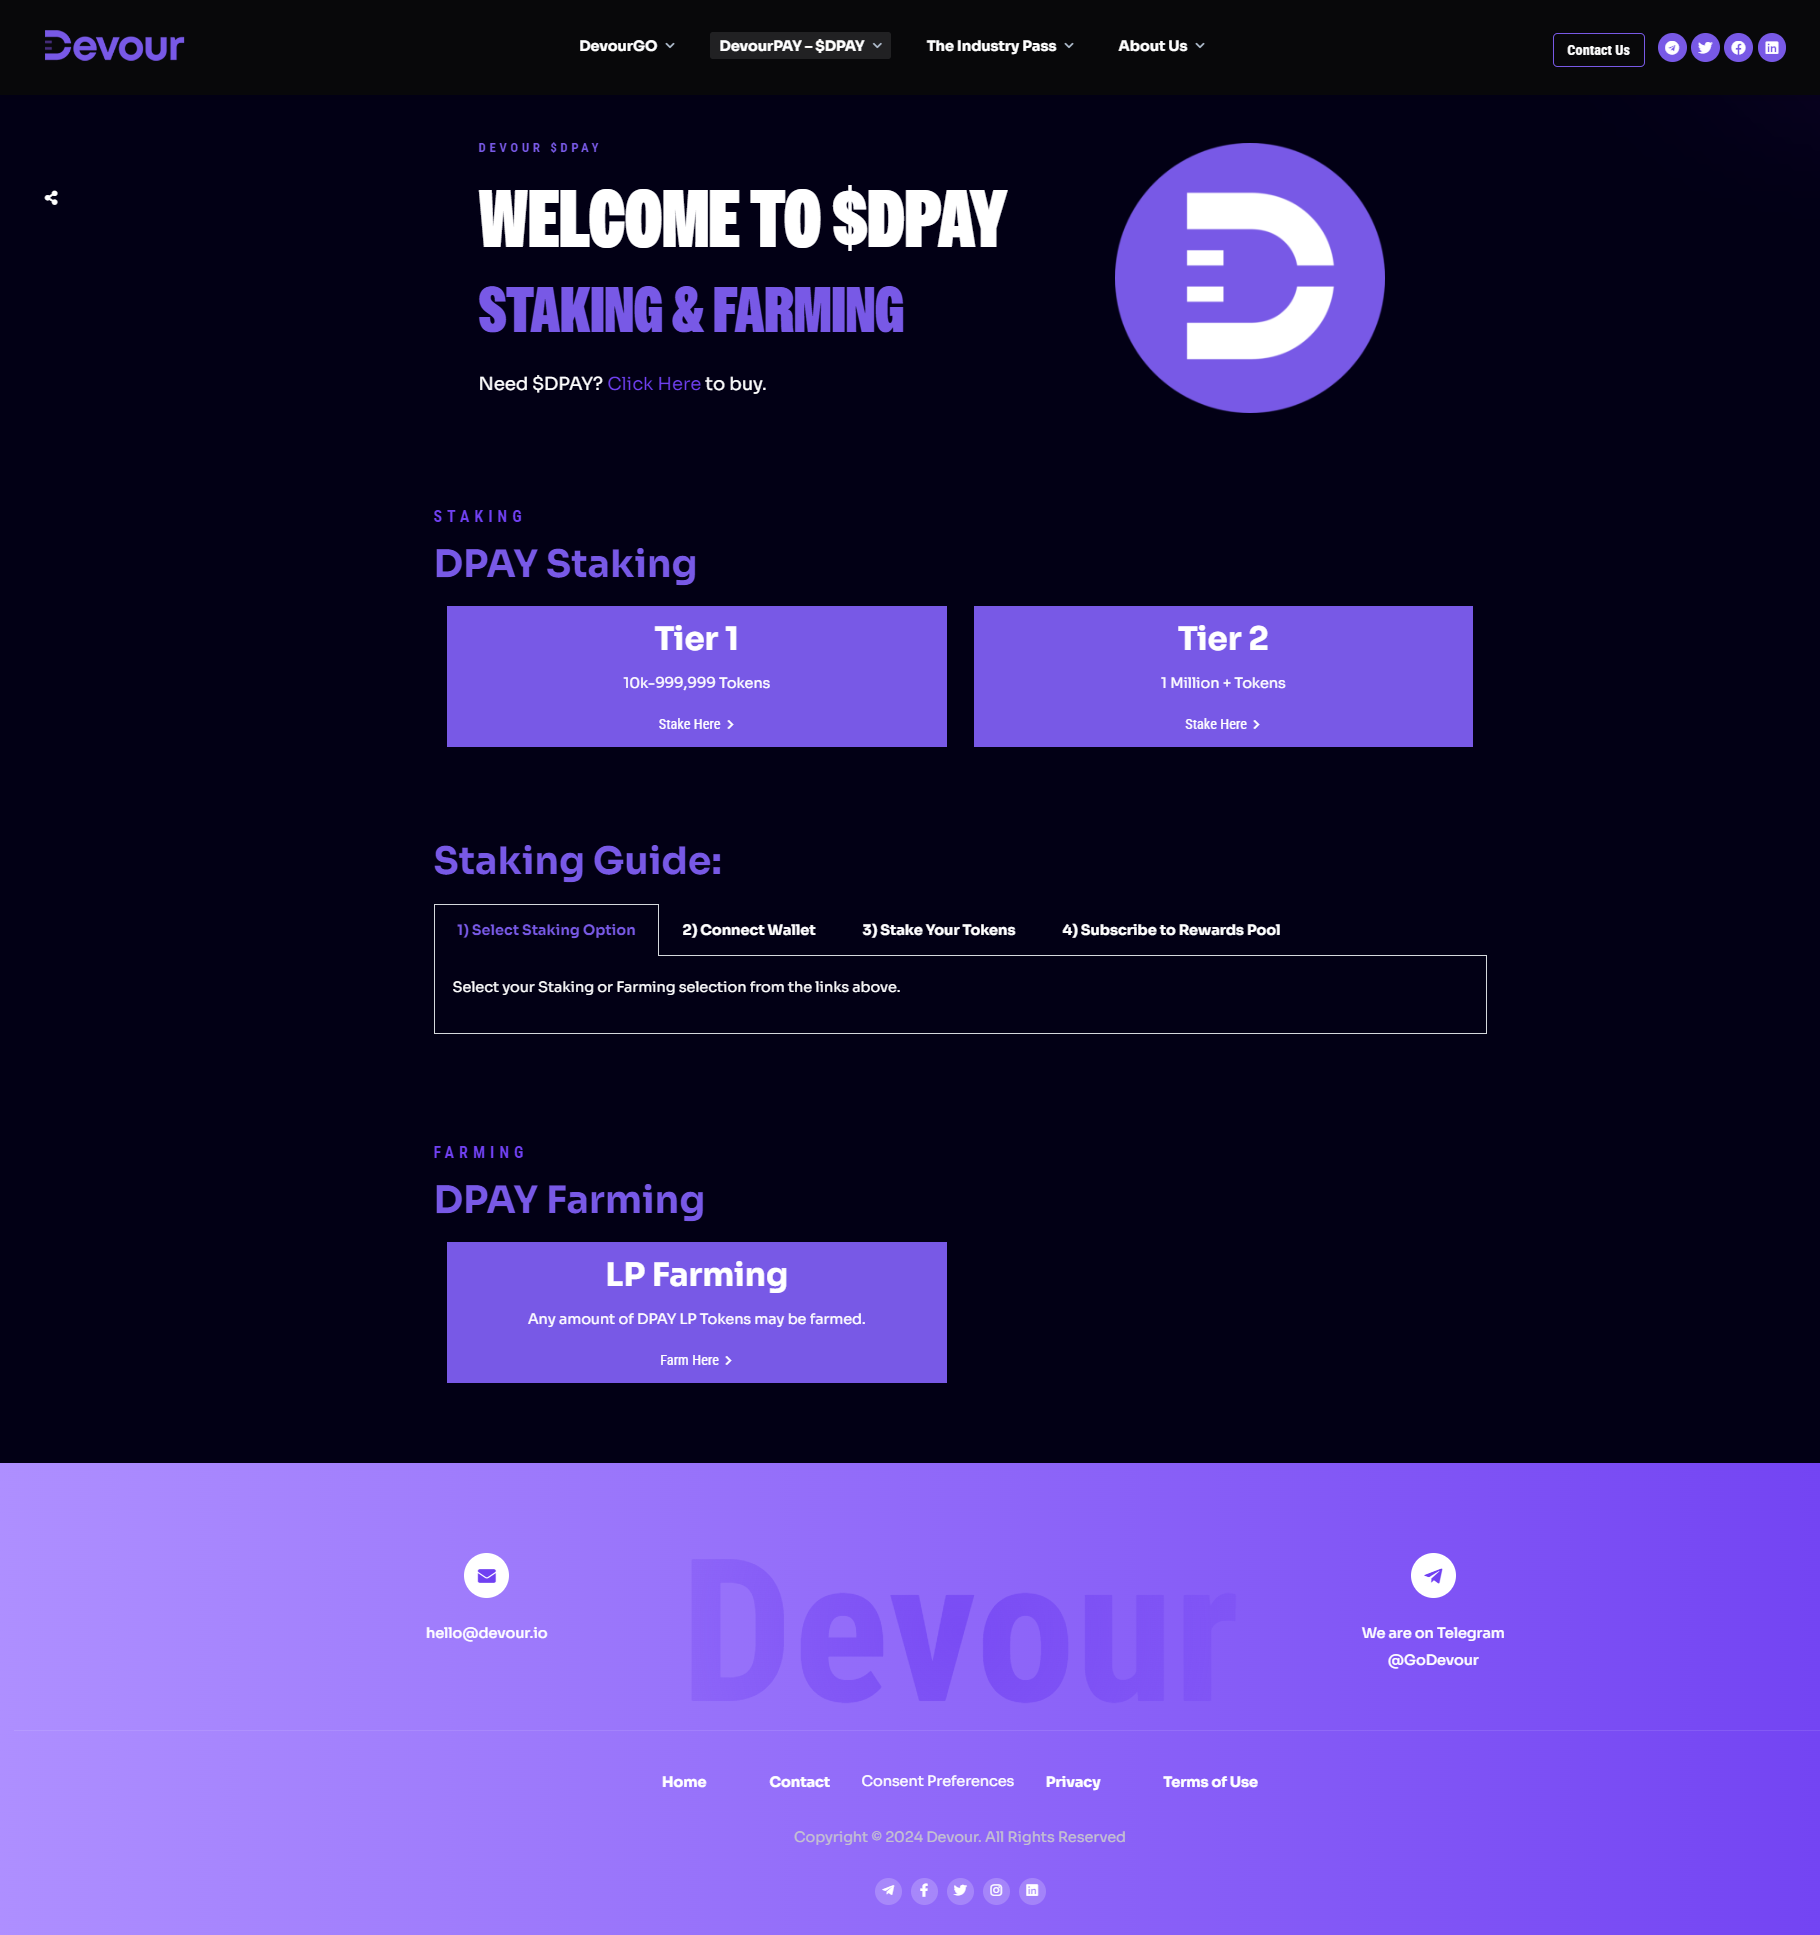 Devour
DevourGO
DevourPAY – $DPAY
The Industry Pass
About Us
Contact Us
DEVOUR $DPAY
WELCOME TO $DPAY
STAKING & FARMING
Need $DPAY? Click Here to buy.
STAKING
DPAY Staking
Tier 1
10k-999,999 Tokens
Stake Here
Tier 2
1 Million + Tokens
Stake Here
Staking Guide:
1) Select Staking Option
2) Connect Wallet
3) Stake Your Tokens
4) Subscribe to Rewards Pool
Select your Staking or Farming selection from the links above.
FARMING
DPAY Farming
LP Farming
Any amount of DPAY LP Tokens may be farmed.
Farm Here
hello@devour.io
Devour
We are on Telegram
@GoDevour
Home
Contact
Consent Preferences
Privacy
Terms of Use
Copyright © 2024 Devour. All Rights Reserved